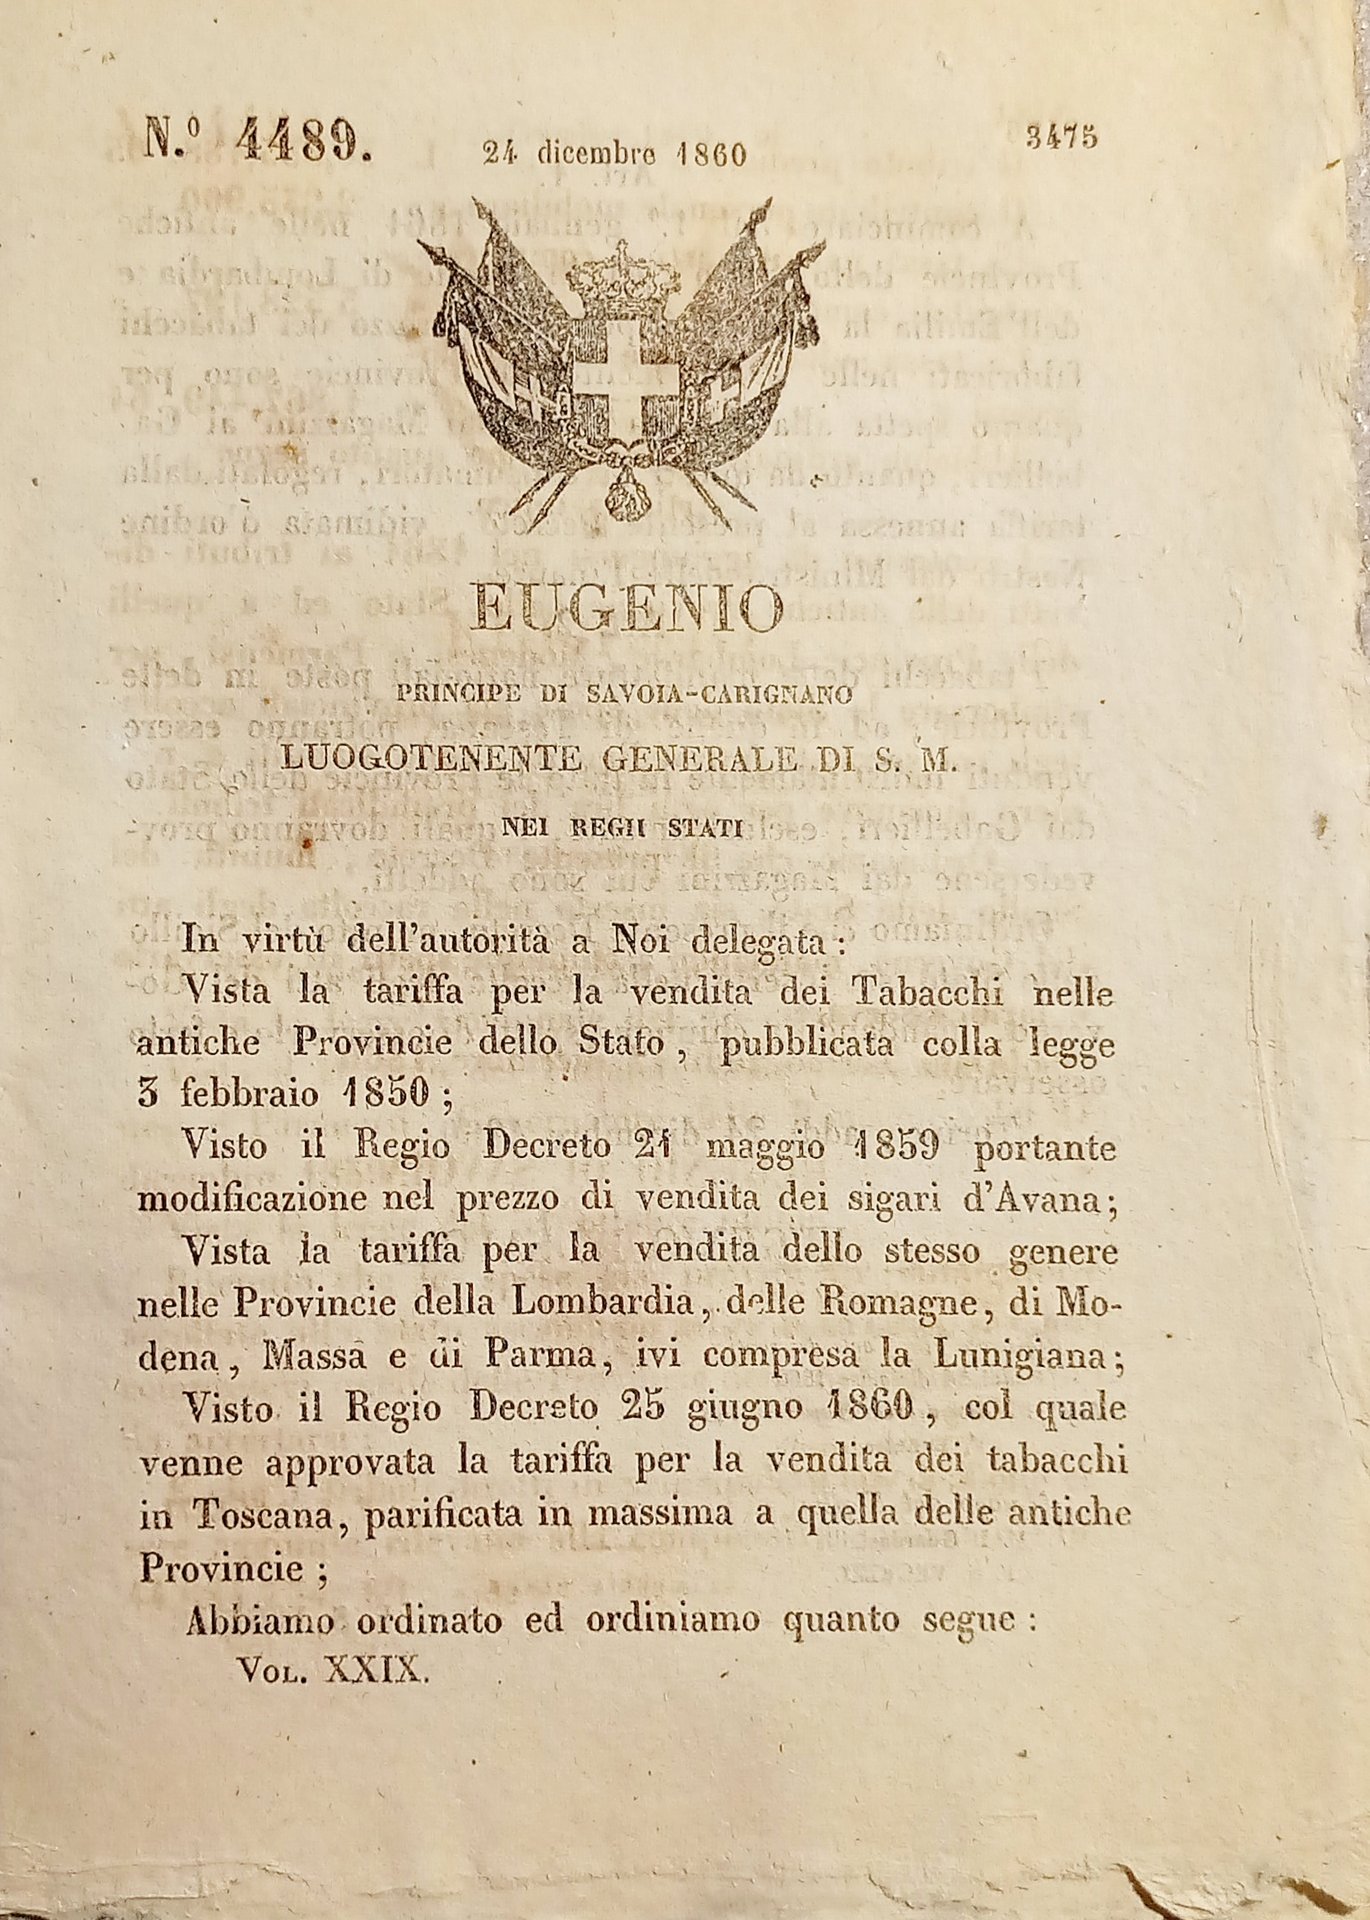 N.º 4489.
24 dicembre 1860
3475
EUGENIO
PRINCIPE DI SAVOIA-CARIGNANO
LUOGOTENENTE GENERALE DI S. M.
NEI REGII STATI
In virtù dell'autorità a Noi delegata :
Vista la tariffa per la vendita dei Tabacchi nelle
antiche Provincie dello Stato , pubblicata colla legge
3 febbraio 1850 ;
Visto il Regio Decreto 21 maggio 1859 portante
modificazione nel prezzo di vendita dei sigari d'Avana ;
Vista la tariffa per la vendita dello stesso genere
nelle Provincie della Lombardia , delle Romagne , di Mo-
dena , Massa e di Parma , ivi compresa la Lunigiana ;
Visto il Regio Decreto 25 giugno 1860 , col quale
venne approvata la tariffa per la vendita dei tabacchi
in Toscana , parificata in massima a quella delle antiche
Provincie ;
Abbiamo ordinato ed ordiniamo quanto segue :
VOL. XXIX.